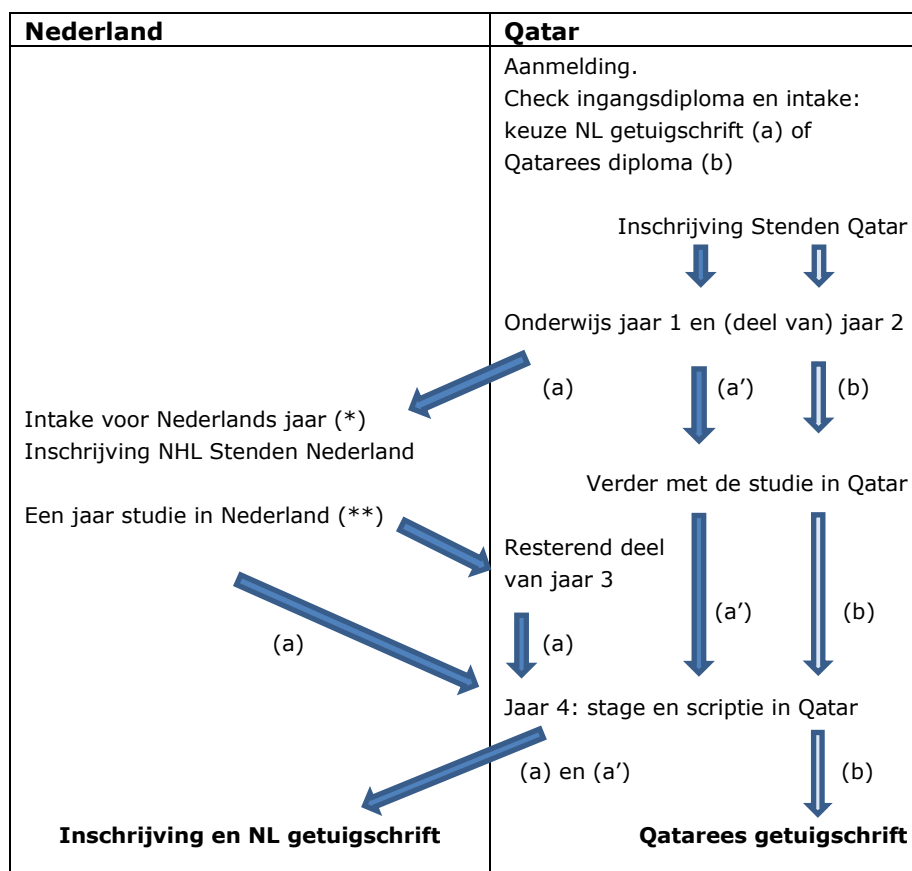 Nederland
Qatar
Aanmelding.
Check ingangsdiploma en intake:
keuze NL getuigschrift (a) of
Qatarees diploma (b)
Inschrijving Stenden Qatar
Onderwijs jaar 1 en (deel van) jaar 2
(a)
(a’)
(b)
Intake voor Nederlands jaar (*)
Inschrijving NHL Stenden Nederland
Verder met de studie in Qatar
Een jaar studie in Nederland (**)
Resterend deel
van jaar 3
(a)
(a)
(a’)
(b)
Jaar 4: stage en scriptie in Qatar
(a) en (a’)
(b)
Inschrijving en NL getuigschrift
Qatarees getuigschrift